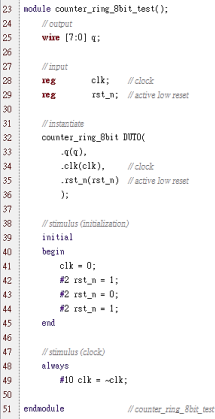 23 module counter_ring_8bit_test();
24 // output
25 wire [7:0] q;
26
27 // input
28 reg clk; // clock
29 reg rst_n; // active low reset
30
31 // instantiate
32 counter_ring_8bit DUT0(
33 .q(q),
34 .clk(clk), // clock
35 .rst_n(rst_n) // active low reset
36 );
37
38 // stimulus (initialization)
39 initial
40 begin
41 clk = 0;
42 #2 rst_n = 1;
43 #2 rst_n = 0;
44 #2 rst_n = 1;
45 end
46
47 // stimulus (clock)
48 always
49 #10 clk = ~clk;
50
51 endmodule // counter_ring_8bit_test